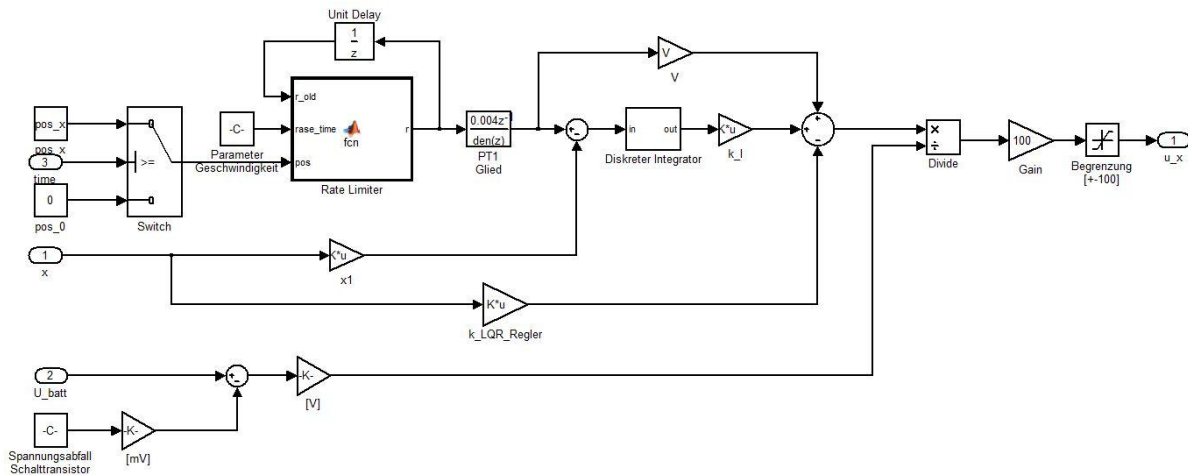 Unit Delay
1
z
r_old
rase_time
pos
fcn
r
Rate Limiter
pos_x
pos_x
3
time
0
pos_0
>=
Switch
-C-
Parameter
Geschwindigkeit
0.004z⁻¹
den(z)
PT1
Glied
V
V
in
out
Diskreter Integrator
K*u
k_I
×
÷
Divide
100
Gain
Begrenzung
[+-100]
1
u_x
1
x
K*u
x1
K*u
k_LQR_Regler
2
U_batt
-K-
[V]
-C-
Spannungsabfall
Schalttransistor
-K-
[mV]